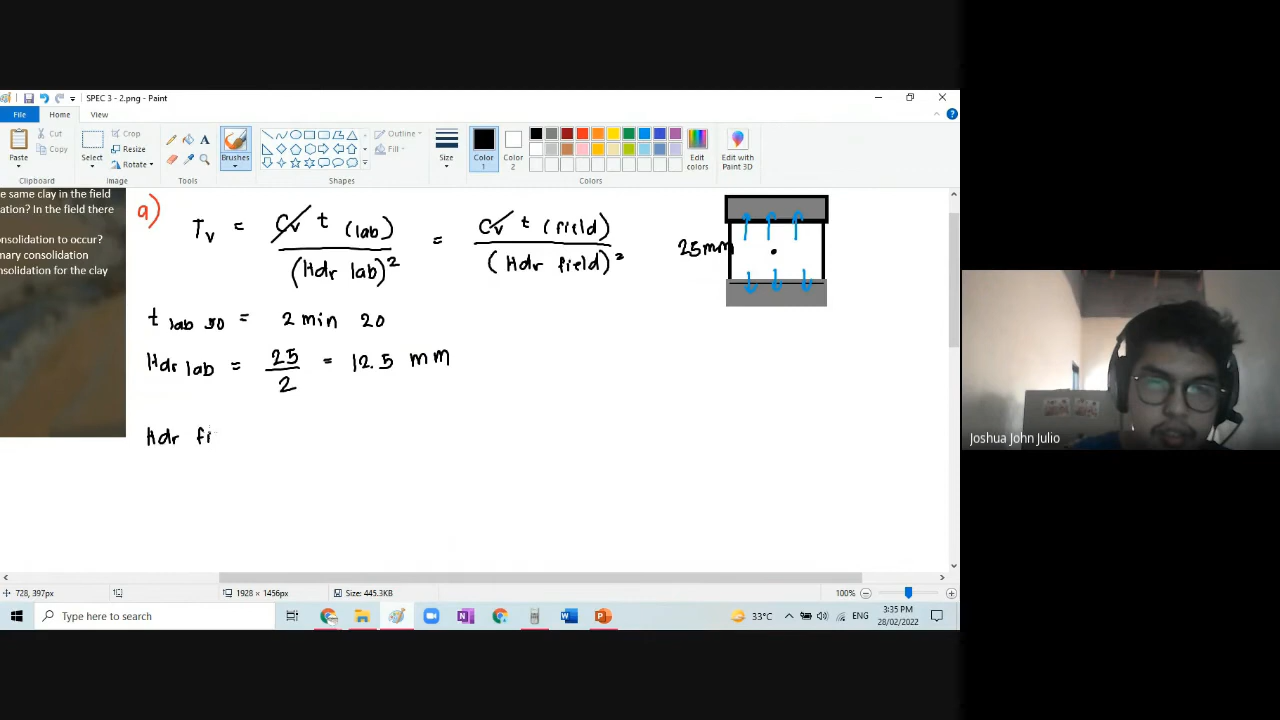 SPEC 3 - 2.png - Paint
File Home View
Paste Cut Copy
Select Crop Resize Rotate
Brushes
Outline
Fill
Size
Color 1
Color 2
Edit colors
Edit with Paint 3D
Clipboard Image Tools Shapes Colors
e same clay in the field
ation? In the field there
onsolidation to occur?
mary consolidation
solidation for the clay
a)
Tv = Cv t (lab) = Cv t (field)
(Hdr lab)² (Hdr field)²
25mm
t lab 50 = 2 min 20
Hdr lab = 25 = 12.5 mm
2
Hdr fi
Joshua John Julio
728, 397px 1928 × 1456px Size: 445.3KB 100%
Type here to search
33°C ENG 3:35 PM
28/02/2022